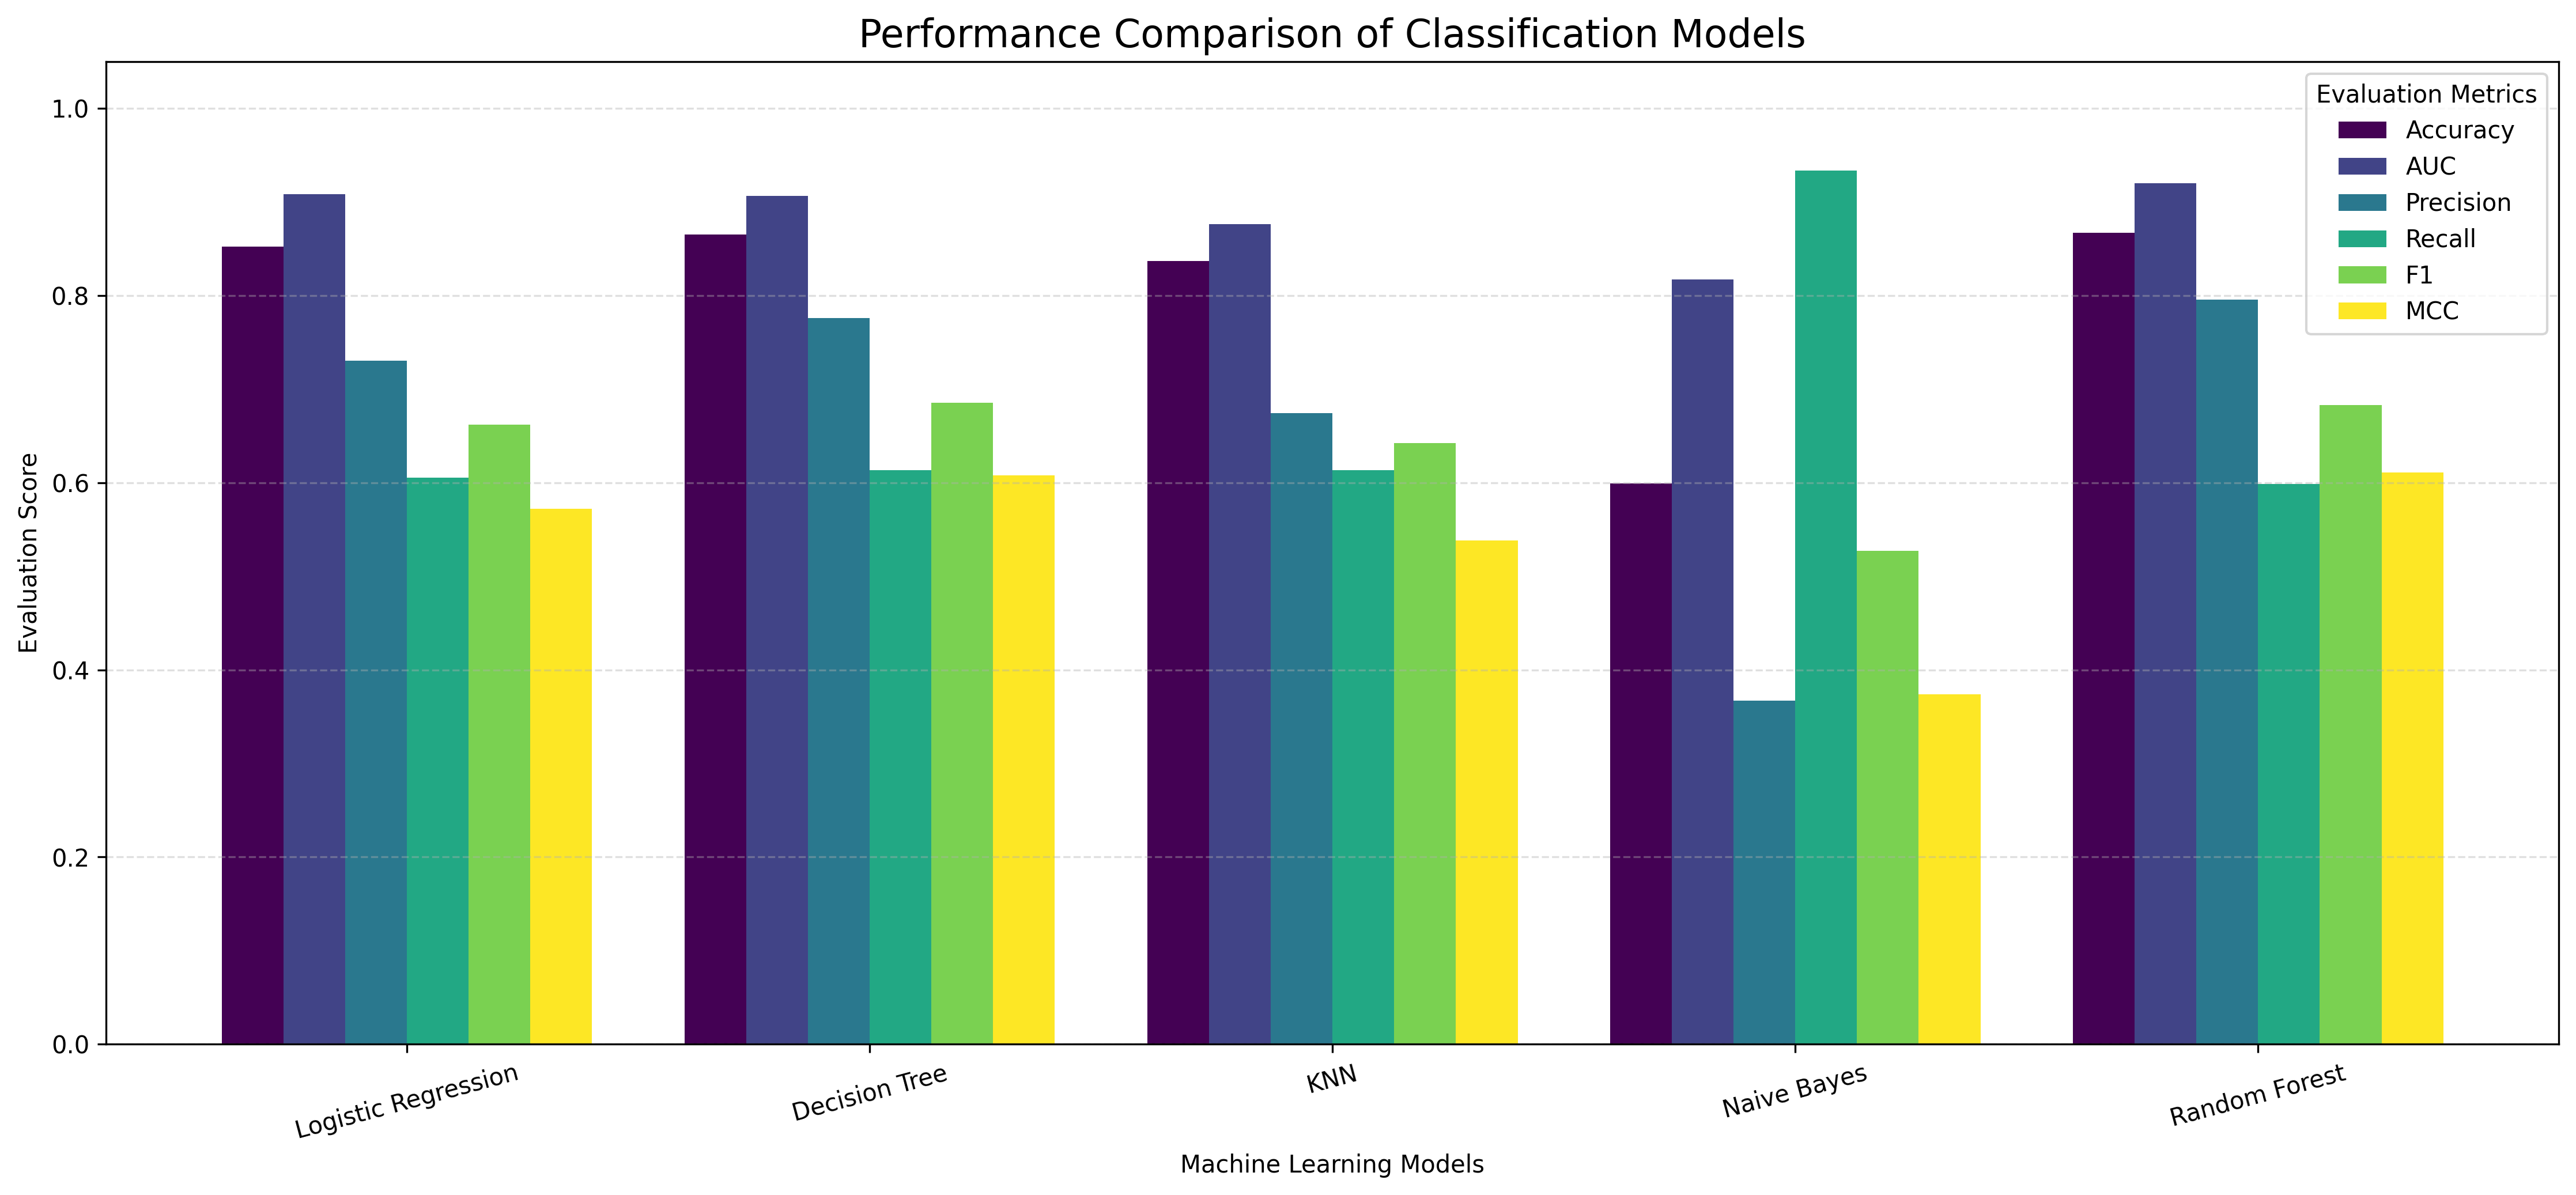 Performance Comparison of Classification Models
Evaluation Metrics
Accuracy
AUC
Precision
Recall
F1
MCC
Evaluation Score
1.0
0.8
0.6
0.4
0.2
0.0
Logistic Regression
Decision Tree
KNN
Naive Bayes
Random Forest
Machine Learning Models